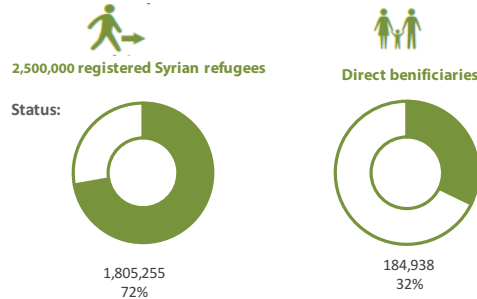 2,500,000 registered Syrian refugees
Direct benificiaries
Status:
1,805,255
72%
184,938
32%